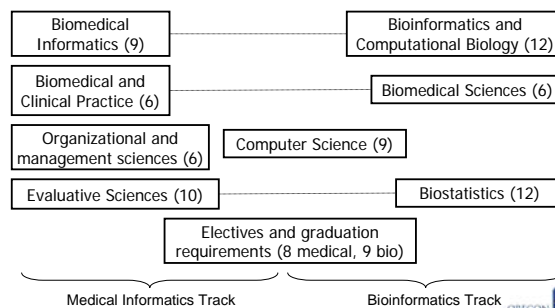 Biomedical
Informatics (9)
Bioinformatics and
Computational Biology (12)
Biomedical and
Clinical Practice (6)
Biomedical Sciences (6)
Organizational and
management sciences (6)
Computer Science (9)
Evaluative Sciences (10)
Biostatistics (12)
Electives and graduation
requirements (8 medical, 9 bio)
Medical Informatics Track
Bioinformatics Track
OREGON